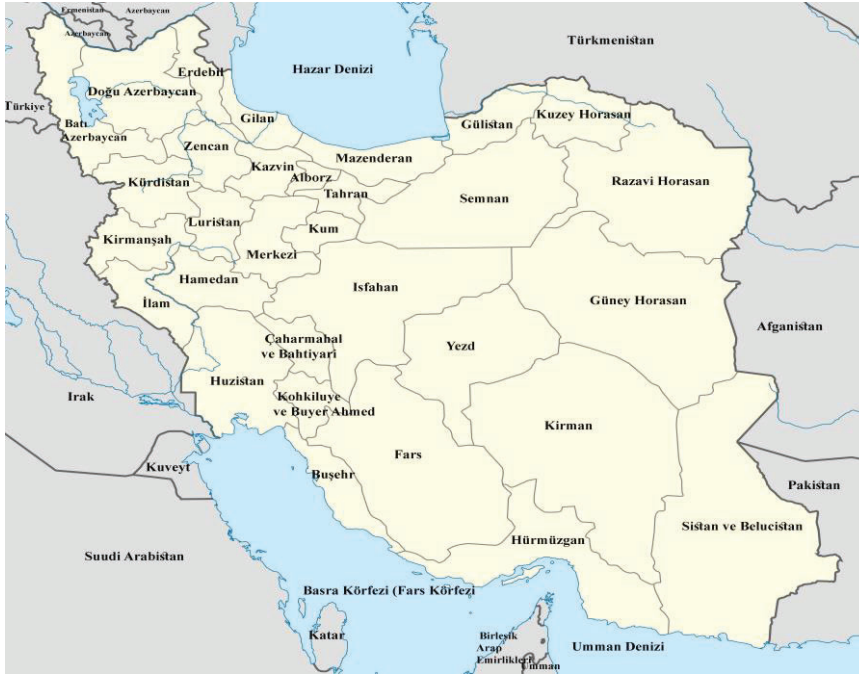 Ermenistan
Azerbaycan
Azerbaycan
Türkmenistan
Hazar Denizi
Erdebil
Doğu Azerbaycan
Türkiye
Gilan
Batı
Azerbaycan
Gülistan
Kuzey Horasan
Zencan
Kazvin
Mazenderan
Alborz
Kürdistan
Tahran
Semnan
Razavi Horasan
Luristan
Kum
Kirmanşah
Merkezi
Hamedan
Isfahan
İlam
Güney Horasan
Afganistan
Çaharmahal
ve Bahtiyari
Yezd
Huzistan
Irak
Kohkiluye
ve Buyer Ahmed
Kirman
Fars
Kuveyt
Buşehr
Pakistan
Sistan ve Belucistan
Hürmüzgan
Suudi Arabistan
Basra Körfezi (Fars Körfezi
Katar
Birleşik
Arap
Emirlikleri
Umman
Umman Denizi